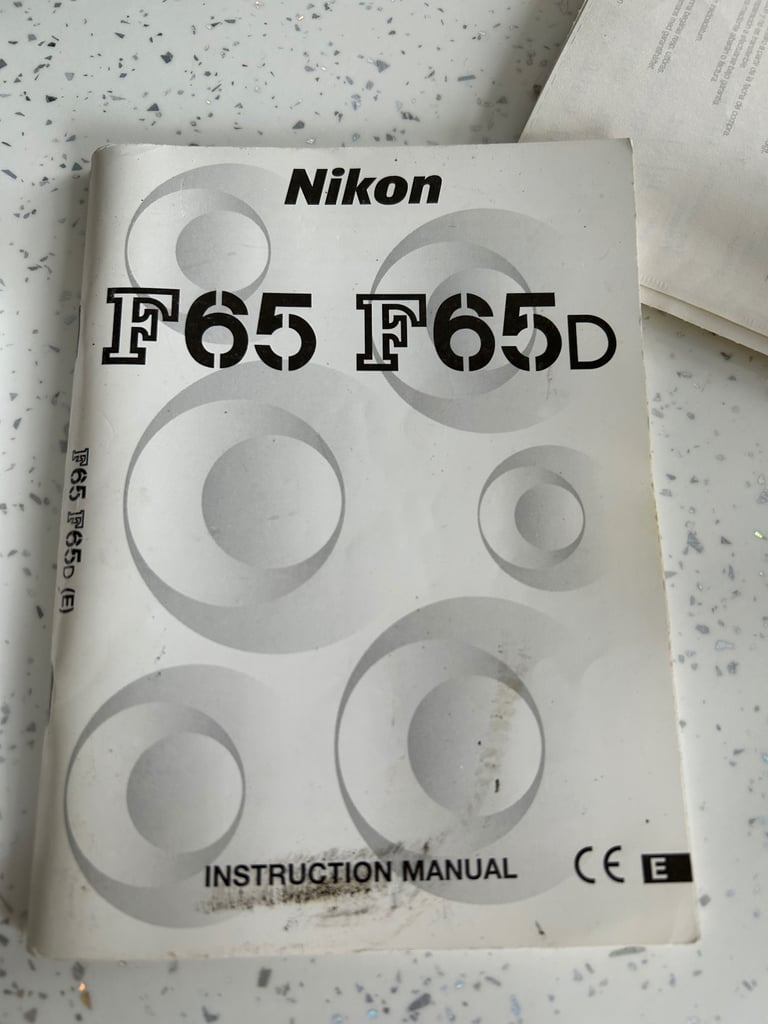 Nikon
F65 F65D
F65 F65D (E)
INSTRUCTION MANUAL
CE E